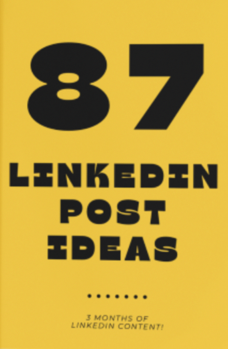 87
LINKEDIN
POST
IDEAS
3 MONTHS OF
LINKEDIN CONTENT!